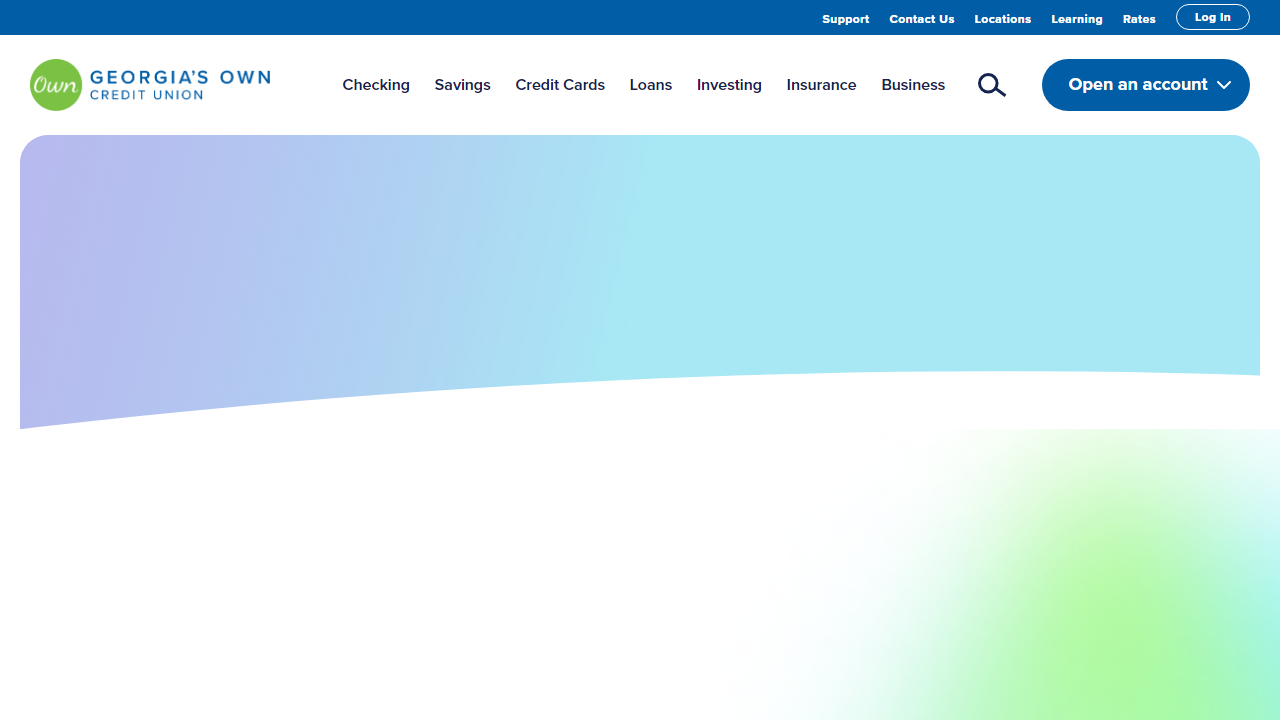 Support Contact Us Locations Learning Rates Log In
Own GEORGIA'S OWN
CREDIT UNION
Checking Savings Credit Cards Loans Investing Insurance Business Open an account